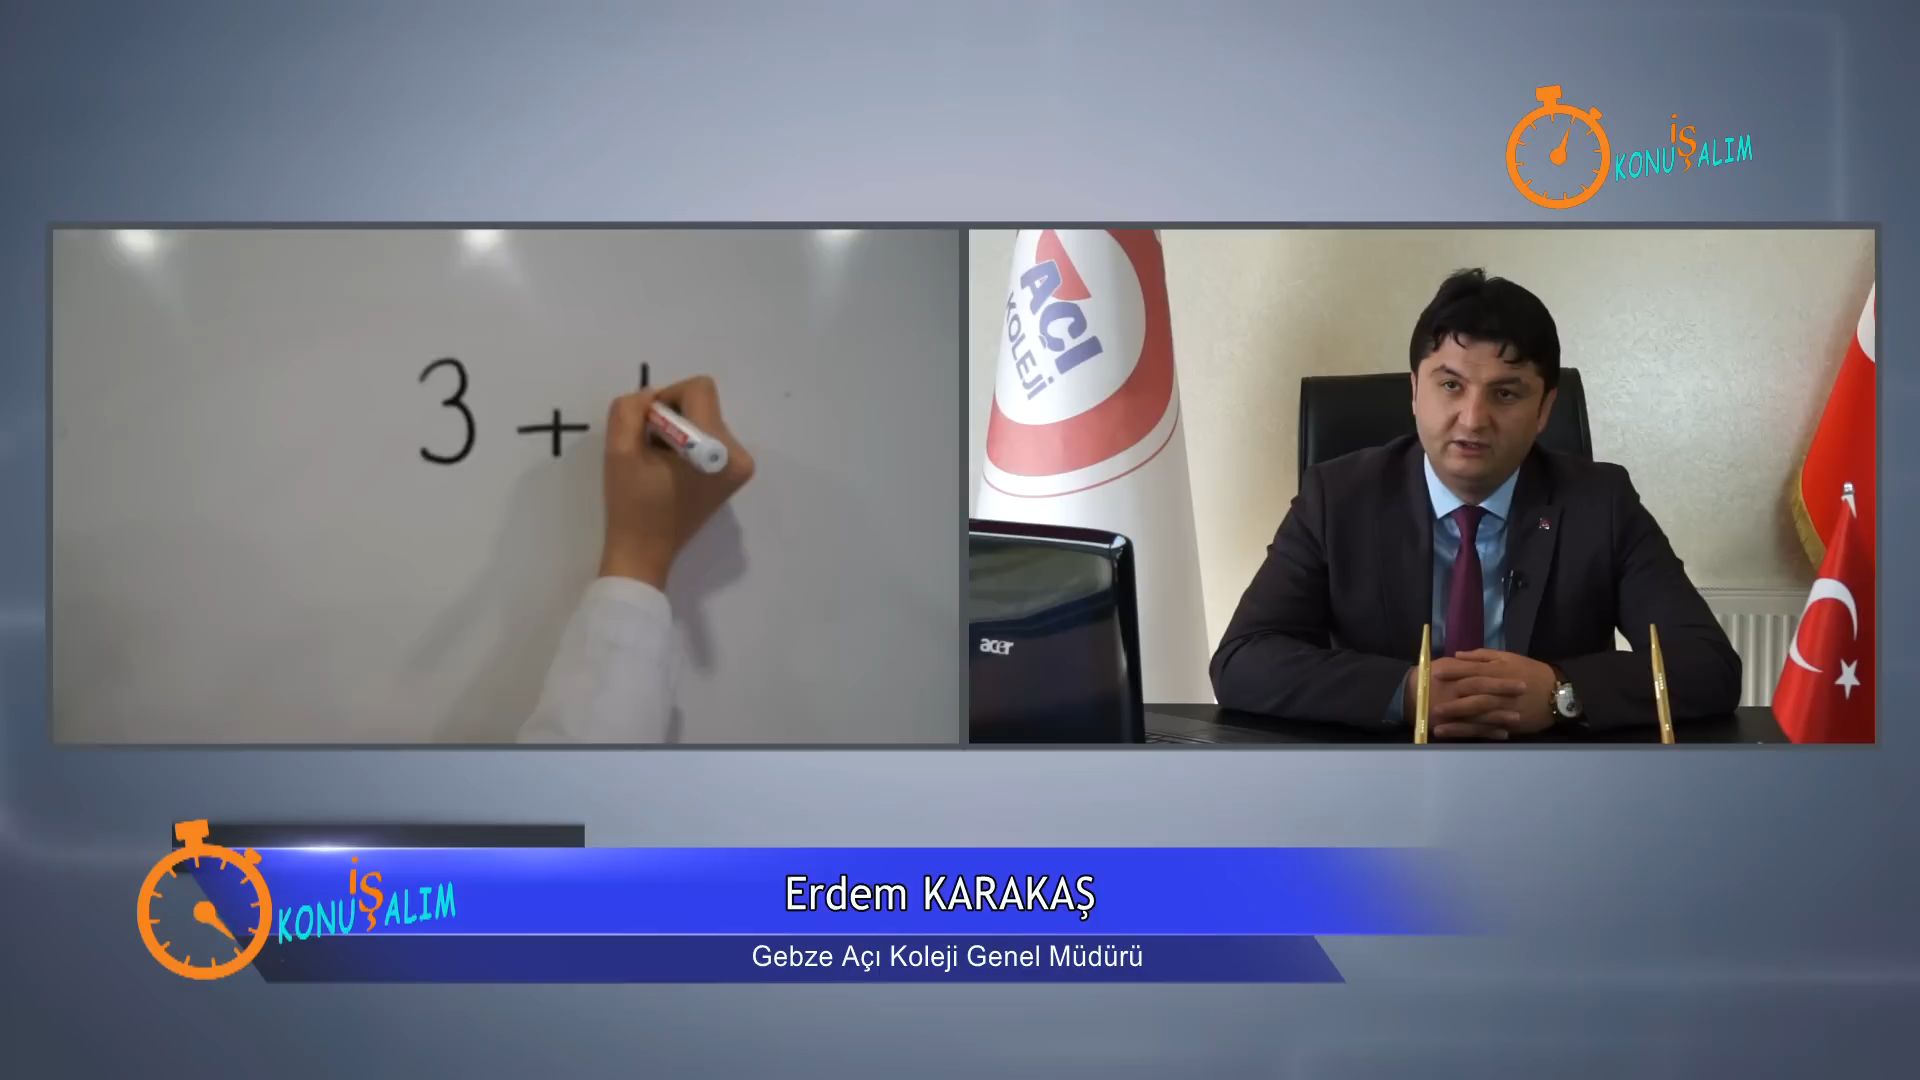 İŞ
KONUŞALIM
3 +
AÇI
KOLEJİ
acer
İŞ
KONUŞALIM
Erdem KARAKAŞ
Gebze Açı Koleji Genel Müdürü